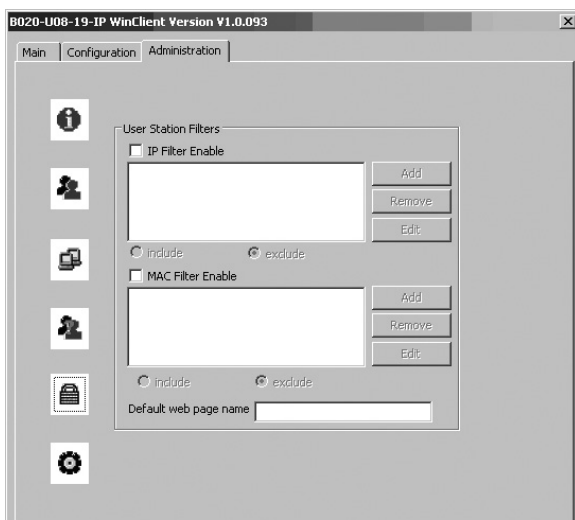 B020-U08-19-IP WinClient Version V1.0.093
Main Configuration Administration
User Station Filters
IP Filter Enable
Add
Remove
Edit
include exclude
MAC Filter Enable
Add
Remove
Edit
include exclude
Default web page name